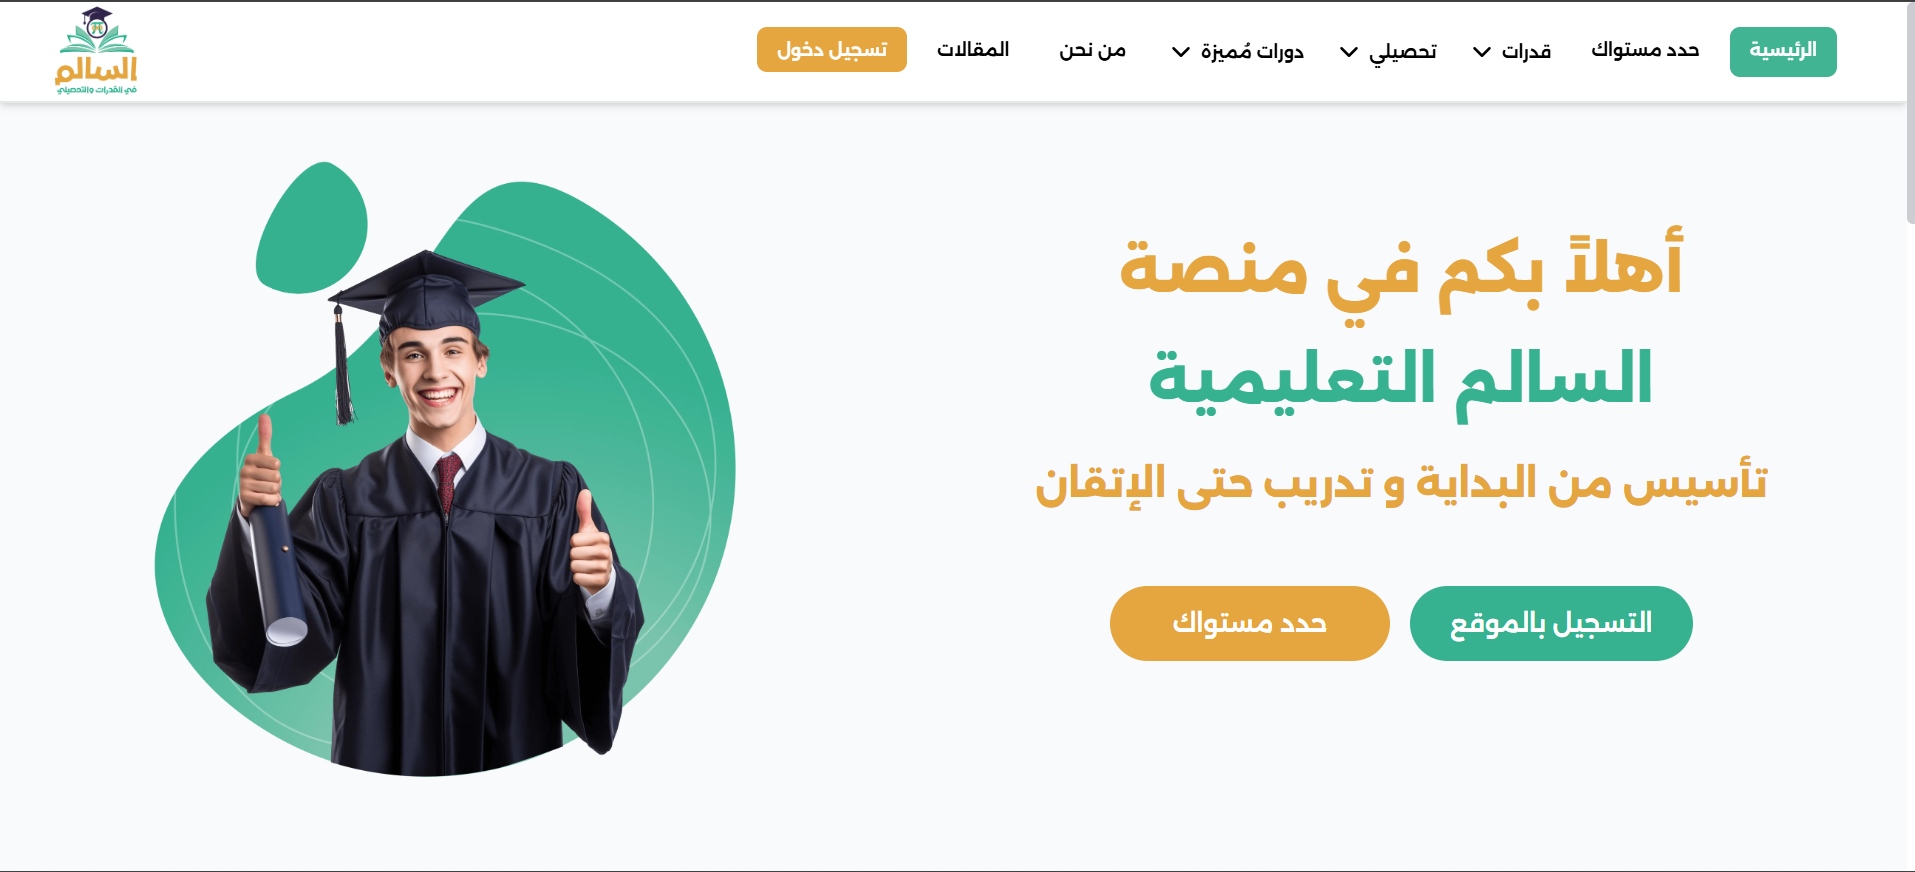 السالم
في القدرات والتحصيلي
الرئيسية
حدد مستواك
قدرات
تحصيلي
دورات مُميزة
من نحن
المقالات
تسجيل دخول
أهلاً بكم في منصة
السالم التعليمية
تأسيس من البداية و تدريب حتى الإتقان
التسجيل بالموقع
حدد مستواك